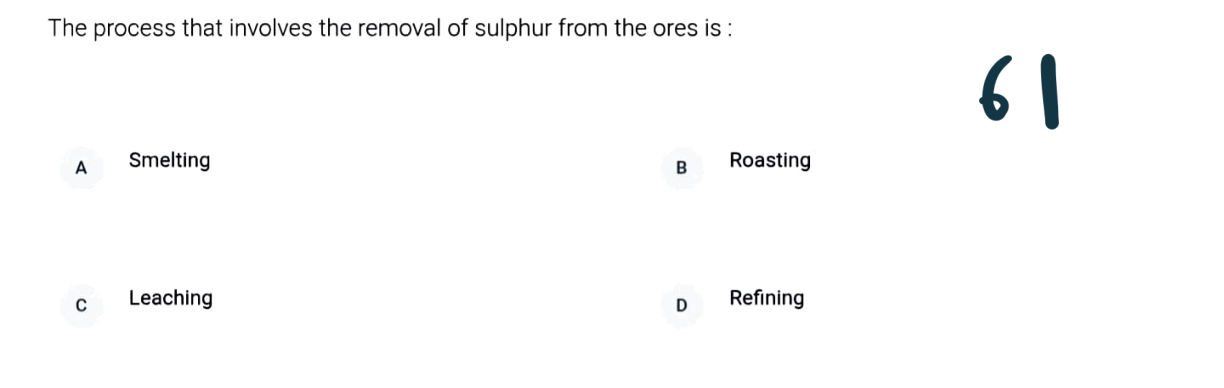 The process that involves the removal of sulphur from the ores is :
61
A Smelting
B Roasting
C Leaching
D Refining